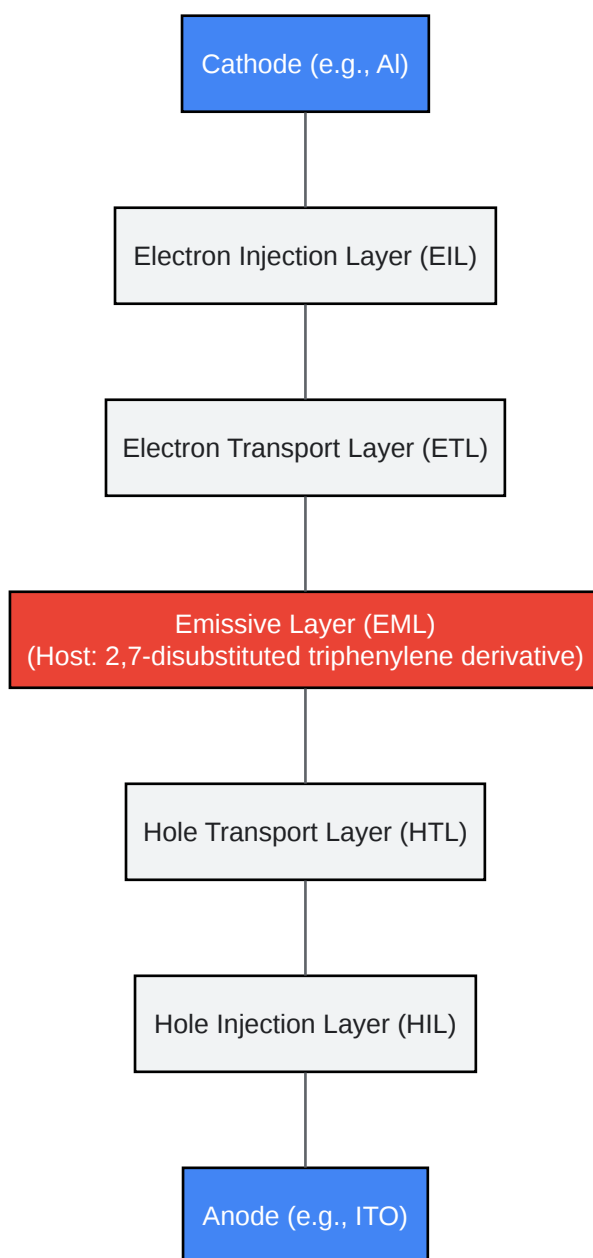 Cathode (e.g., Al)
Electron Injection Layer (EIL)
Electron Transport Layer (ETL)
Emissive Layer (EML)
(Host: 2,7-disubstituted triphenylene derivative)
Hole Transport Layer (HTL)
Hole Injection Layer (HIL)
Anode (e.g., ITO)